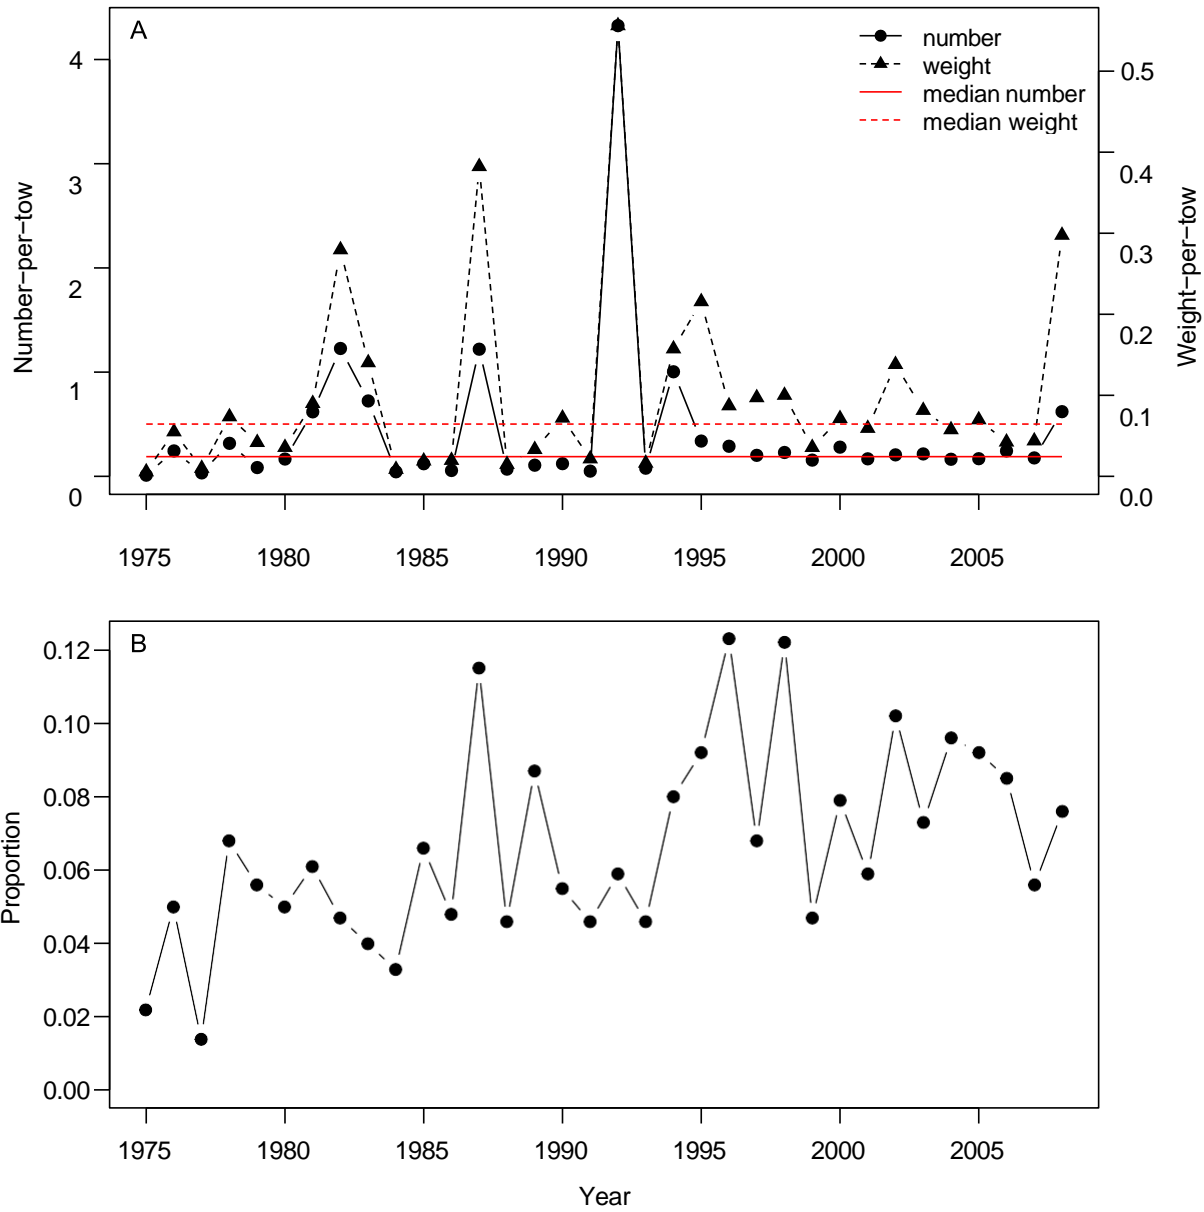 A
number
weight
median number
median weight
4
3
2
1
0
Number−per−tow
0.5
0.4
0.3
0.2
0.1
0.0
Weight−per−tow
1975 1980 1985 1990 1995 2000 2005
B
0.12
0.10
0.08
0.06
0.04
0.02
0.00
Proportion
1975 1980 1985 1990 1995 2000 2005
Year